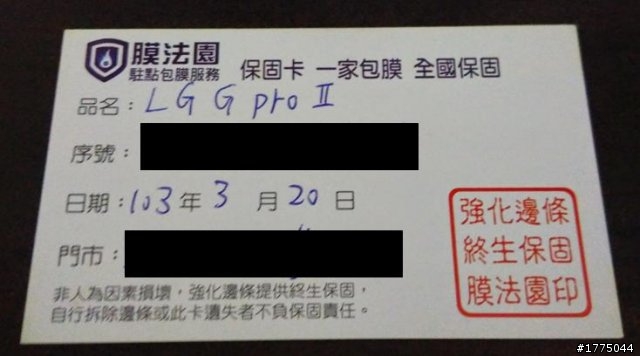 膜法園
駐點包膜服務 保固卡 一家包膜 全國保固
品名：LG G pro II
序號：
日期：103年3月20日
門市：
強化邊條
終生保固
膜法園印
非人為因素損壞，強化邊條提供終生保固，
自行拆除邊條或此卡遺失者不負保固責任。
#1775044